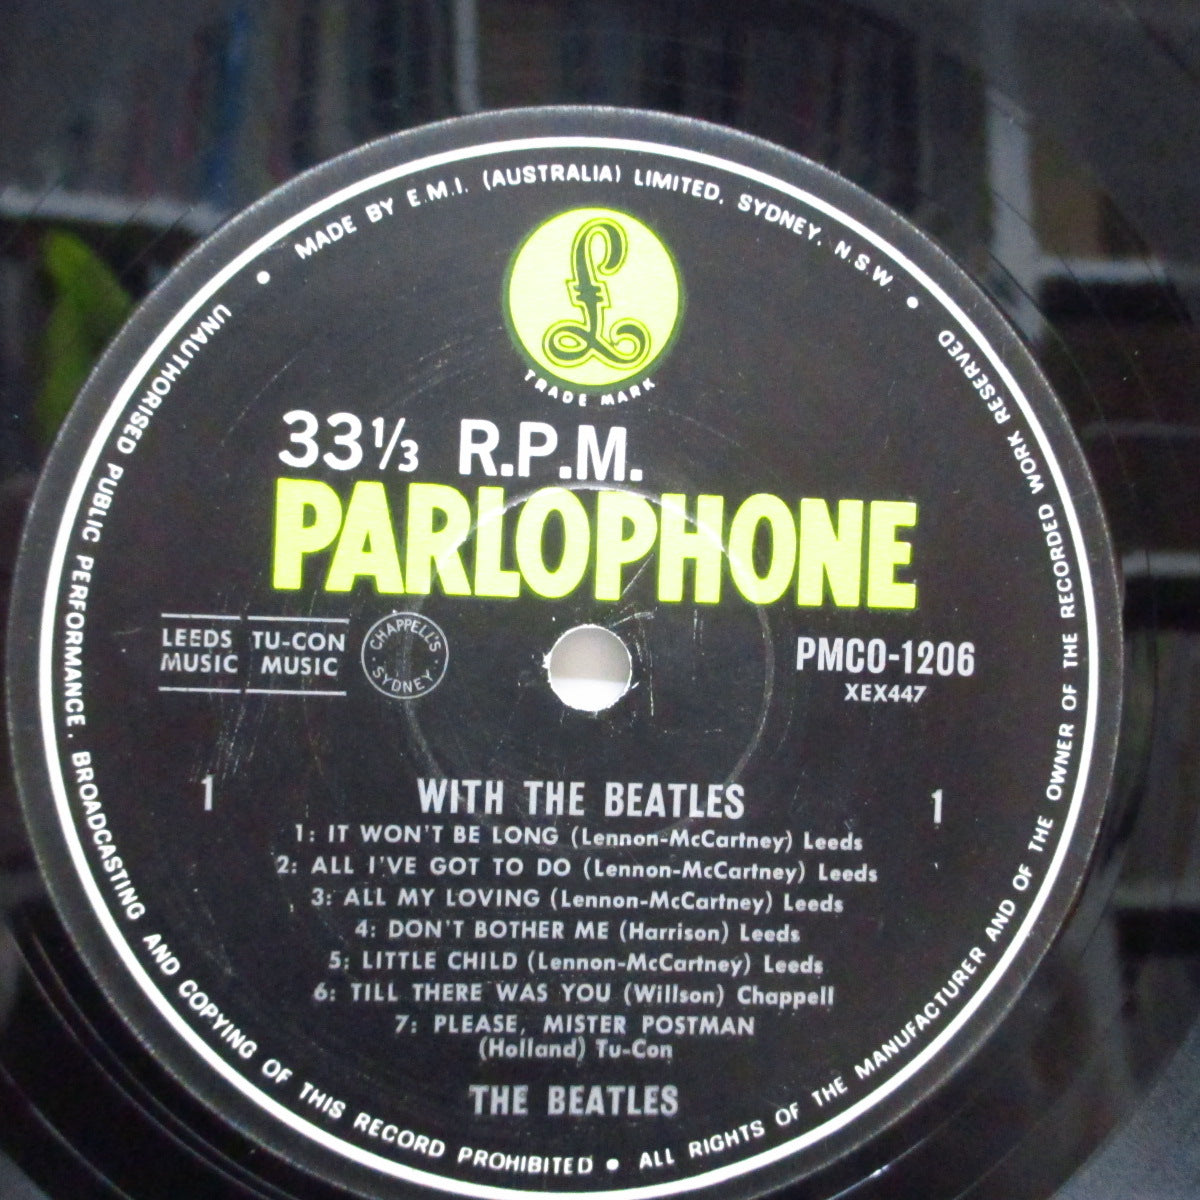 MADE BY E.M.I. (AUSTRALIA) LIMITED, SYDNEY, N.S.W. •
WORK RESERVED
UNAUTHORISED PUBLIC PERFORMANCE, BROADCASTING AND COPYING OF THIS RECORD PROHIBITED • ALL RIGHTS OF THE MANUFACTURER AND OF THE OWNER OF THE RECORDED
£
TRADE MARK
33⅓ R.P.M.
PARLOPHONE
LEEDS MUSIC
TU-CON MUSIC
CHAPPELL'S • SYDNEY •
PMCO-1206
XEX447
1
1
WITH THE BEATLES
1: IT WON'T BE LONG (Lennon-McCartney) Leeds
2: ALL I'VE GOT TO DO (Lennon-McCartney) Leeds
3: ALL MY LOVING (Lennon-McCartney) Leeds
4: DON'T BOTHER ME (Harrison) Leeds
5: LITTLE CHILD (Lennon-McCartney) Leeds
6: TILL THERE WAS YOU (Willson) Chappell
7: PLEASE, MISTER POSTMAN
(Holland) Tu-Con
THE BEATLES